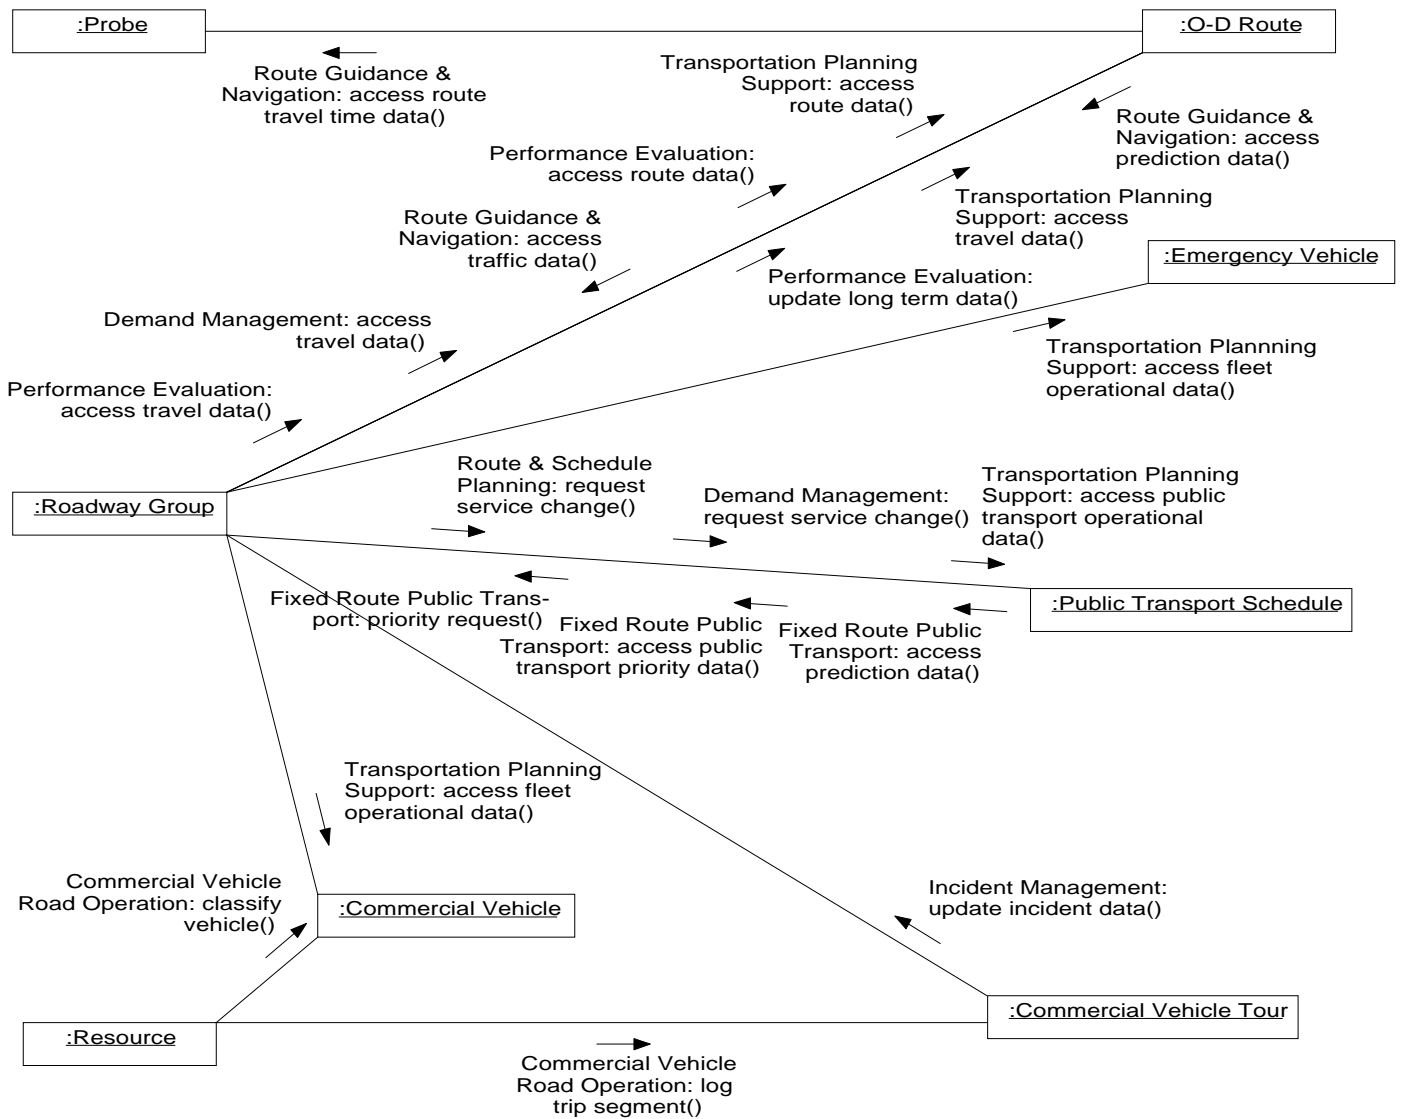 :Probe
:O-D Route
Route Guidance &
Navigation: access route
travel time data()
Transportation Planning
Support: access
route data()
Route Guidance &
Navigation: access
prediction data()
Performance Evaluation:
access route data()
Transportation Planning
Support: access
travel data()
Route Guidance &
Navigation: access
traffic data()
:Emergency Vehicle
Performance Evaluation:
update long term data()
Demand Management: access
travel data()
Transportation Plannning
Support: access fleet
operational data()
Performance Evaluation:
access travel data()
:Roadway Group
Route & Schedule
Planning: request
service change()
Demand Management:
request service change()
Transportation Planning
Support: access public
transport operational
data()
:Public Transport Schedule
Fixed Route Public Trans-
port: priority request()
Fixed Route Public
Transport: access public
transport priority data()
Fixed Route Public
Transport: access
prediction data()
Transportation Planning
Support: access fleet
operational data()
Commercial Vehicle
Road Operation: classify
vehicle()
:Commercial Vehicle
Incident Management:
update incident data()
:Resource
:Commercial Vehicle Tour
Commercial Vehicle
Road Operation: log
trip segment()